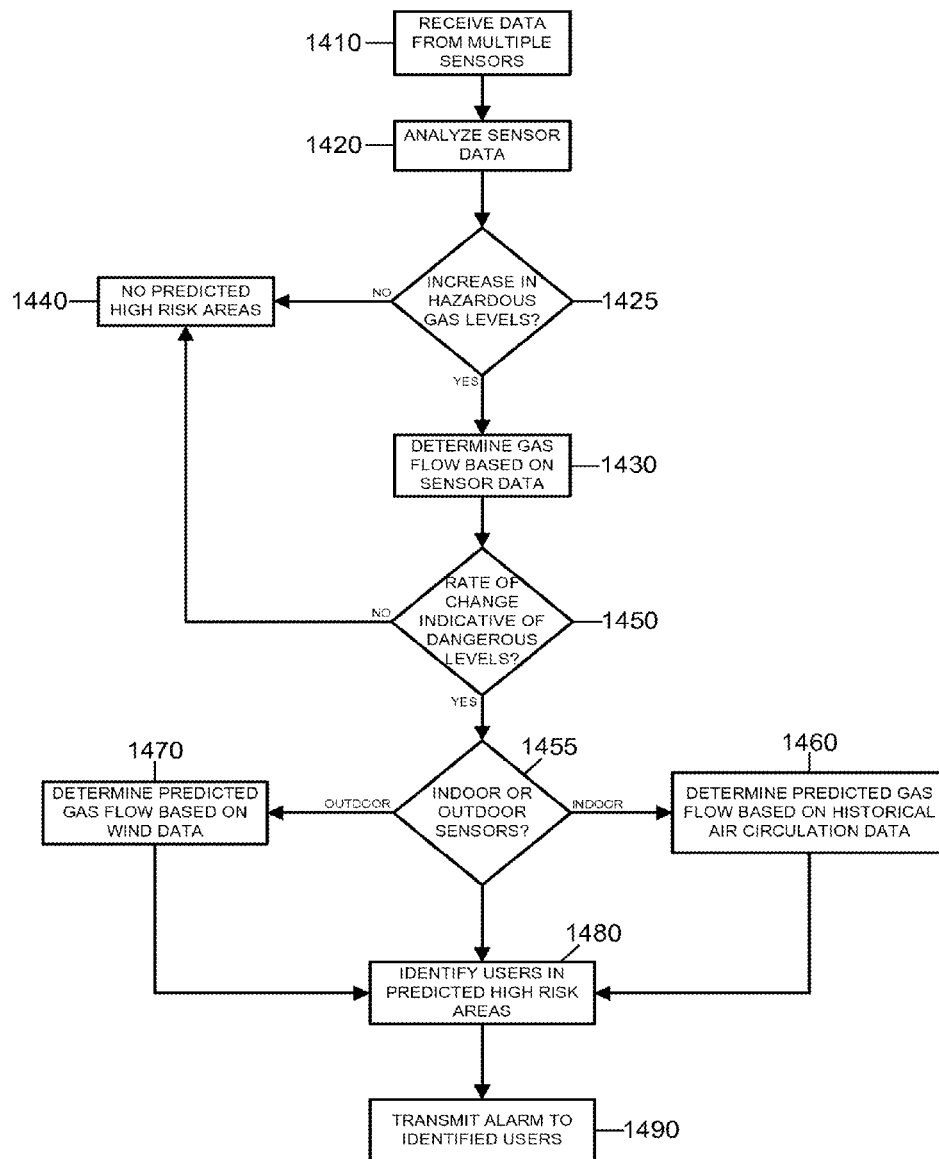 1410
RECEIVE DATA
FROM MULTIPLE
SENSORS
1420
ANALYZE SENSOR
DATA
1440
NO PREDICTED
HIGH RISK AREAS
NO
INCREASE IN
HAZARDOUS
GAS LEVELS?
1425
YES
DETERMINE GAS
FLOW BASED ON
SENSOR DATA
1430
NO
RATE OF
CHANGE
INDICATIVE OF
DANGEROUS
LEVELS?
1450
YES
1470
DETERMINE PREDICTED
GAS FLOW BASED ON
WIND DATA
OUTDOOR
1455
INDOOR OR
OUTDOOR
SENSORS?
INDOOR
1460
DETERMINE PREDICTED GAS
FLOW BASED ON HISTORICAL
AIR CIRCULATION DATA
1480
IDENTIFY USERS IN
PREDICTED HIGH RISK
AREAS
TRANSMIT ALARM TO
IDENTIFIED USERS
1490